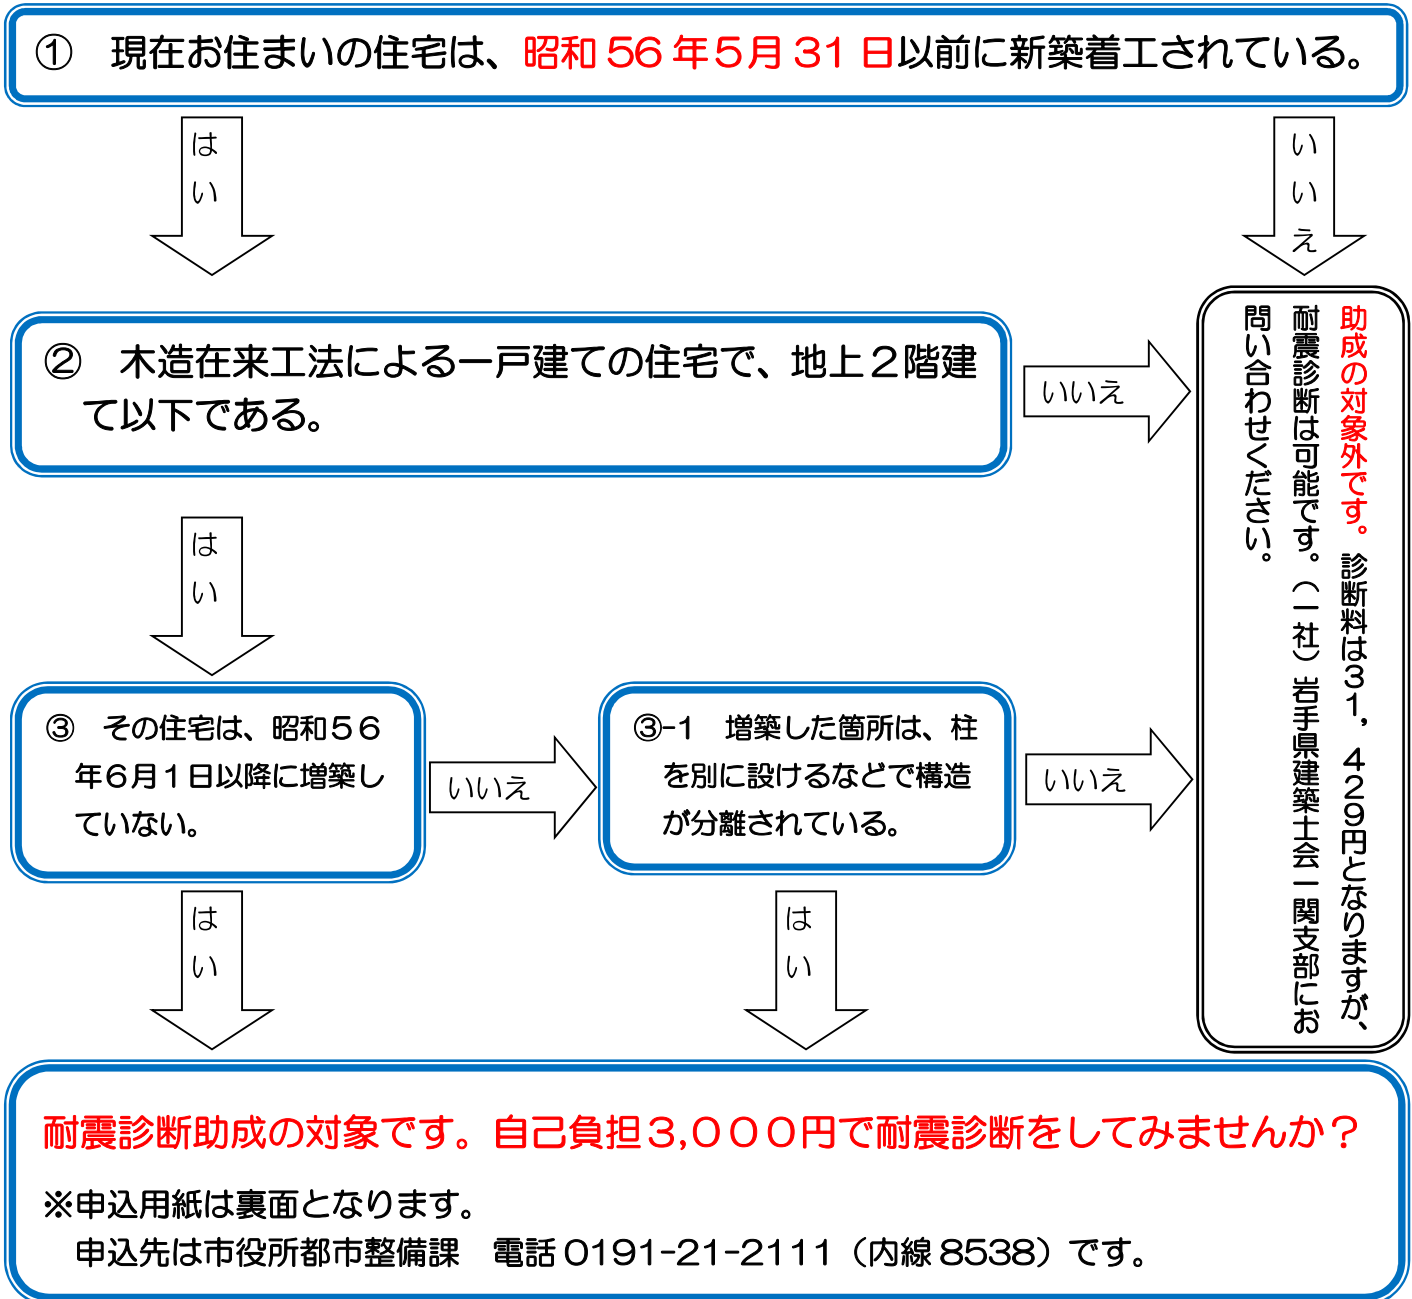 ①　現在お住まいの住宅は、昭和56年５月31日以前に新築着工されている。
はい
いいえ
②　木造在来工法による一戸建ての住宅で、地上２階建
て以下である。
いいえ
助成の対象外です。診断料は３１，４２９円となりますが、
耐震診断は可能です。（一社）岩手県建築士会一関支部にお
問い合わせください。
はい
③　その住宅は、昭和５６
年６月１日以降に増築し
ていない。
いいえ
③-1　増築した箇所は、柱
を別に設けるなどで構造
が分離されている。
いいえ
はい
はい
耐震診断助成の対象です。自己負担３,０００円で耐震診断をしてみませんか？
※申込用紙は裏面となります。
申込先は市役所都市整備課　電話0191-21-2111（内線8538）です。